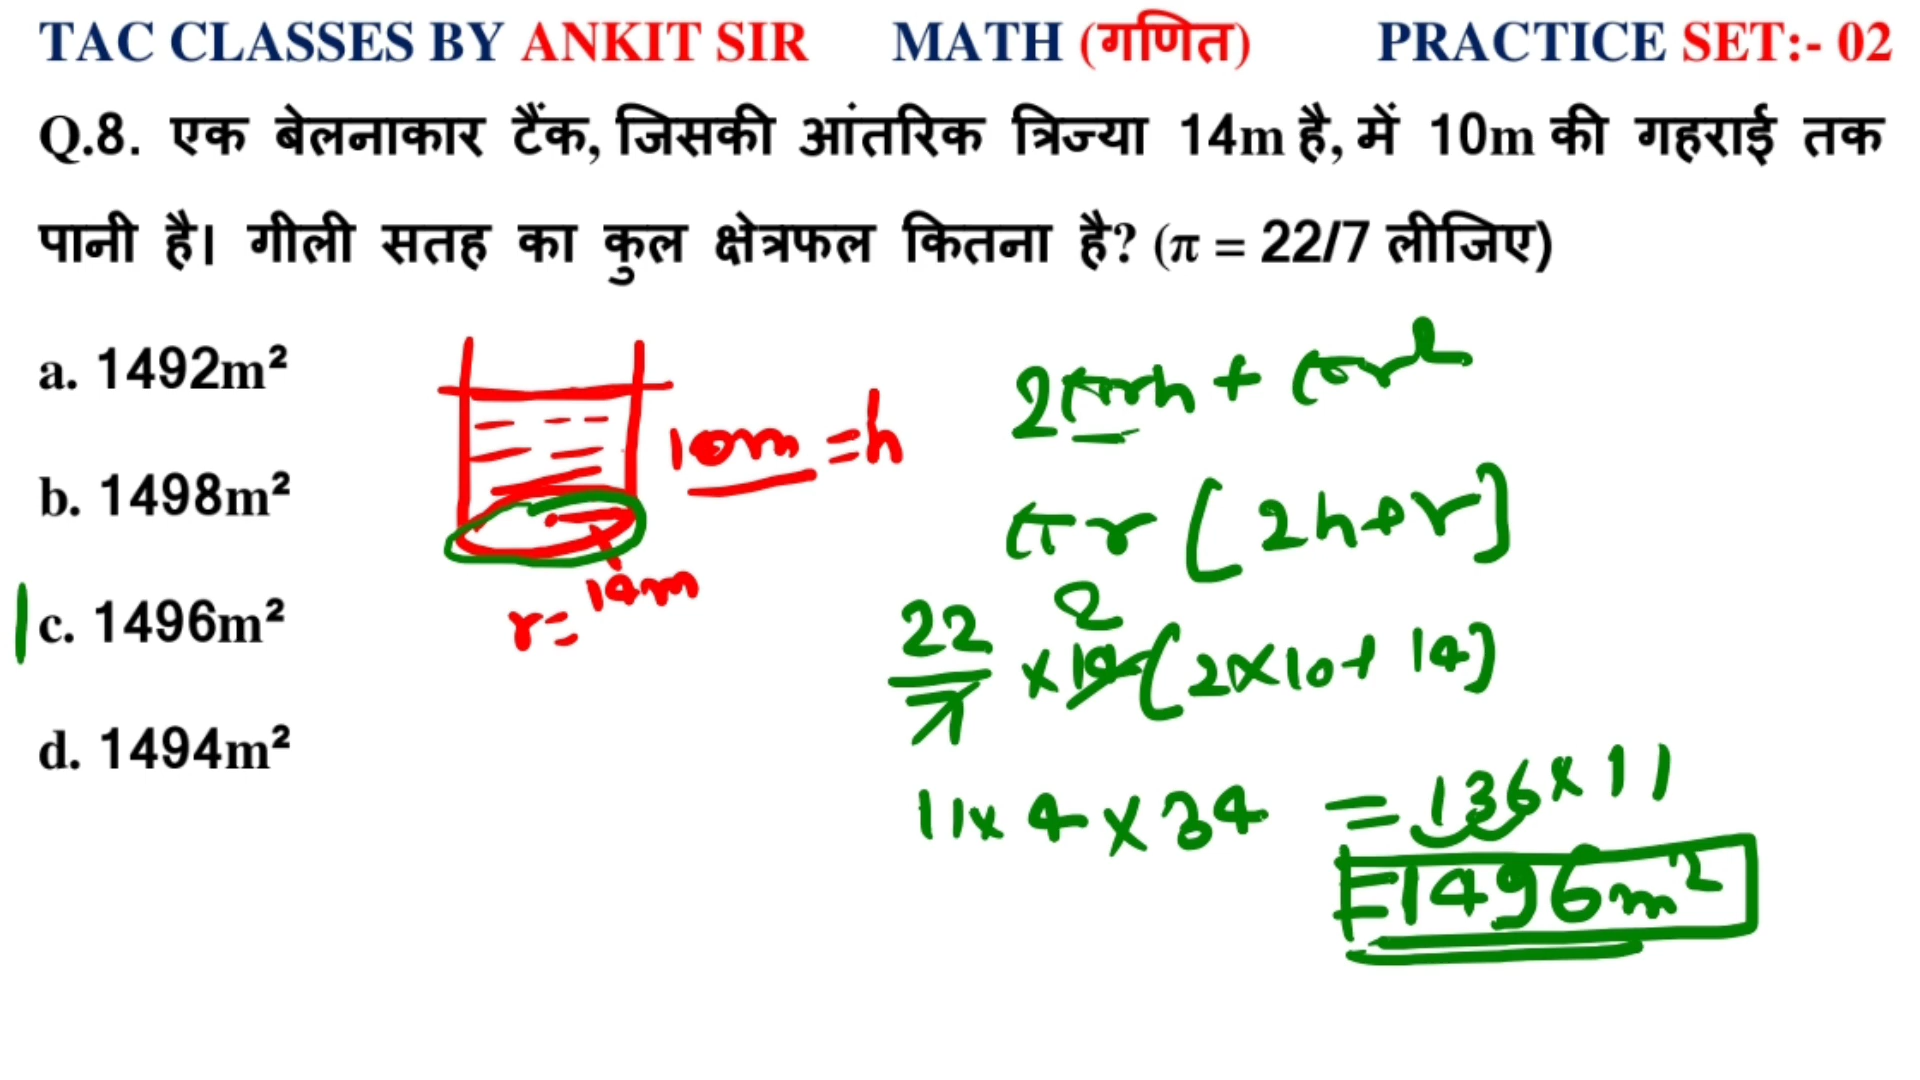 TAC CLASSES BY ANKIT SIR MATH (गणित) PRACTICE SET:- 02
Q.8. एक बेलनाकार टैंक, जिसकी आंतरिक त्रिज्या 14m है, में 10m की गहराई तक
पानी है। गीली सतह का कुल क्षेत्रफल कितना है? (π = 22/7 लीजिए)
a. 1492m²
b. 1498m²
c. 1496m²
d. 1494m²
10m = h
r = 14m
2πrh + πr²
πr [2h+r]
22/7 × 14 2 [2×10+14]
11×4×34 = 136×11
=1496m²